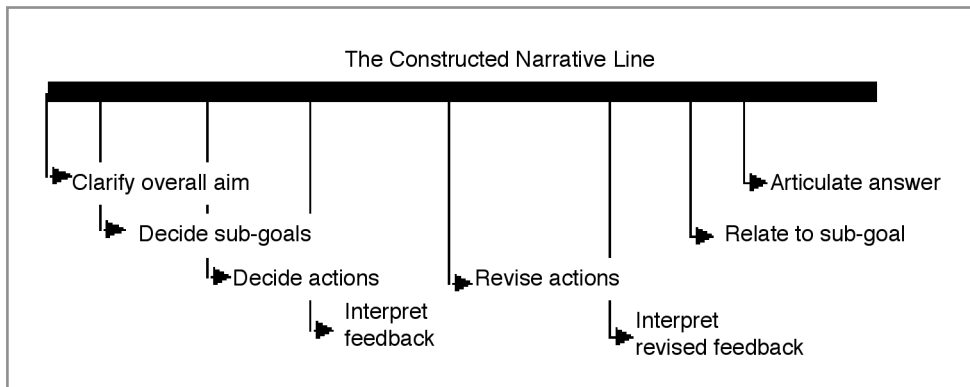 The Constructed Narrative Line
Clarify overall aim
Articulate answer
Decide sub-goals
Relate to sub-goal
Decide actions
Revise actions
Interpret
feedback
Interpret
revised feedback